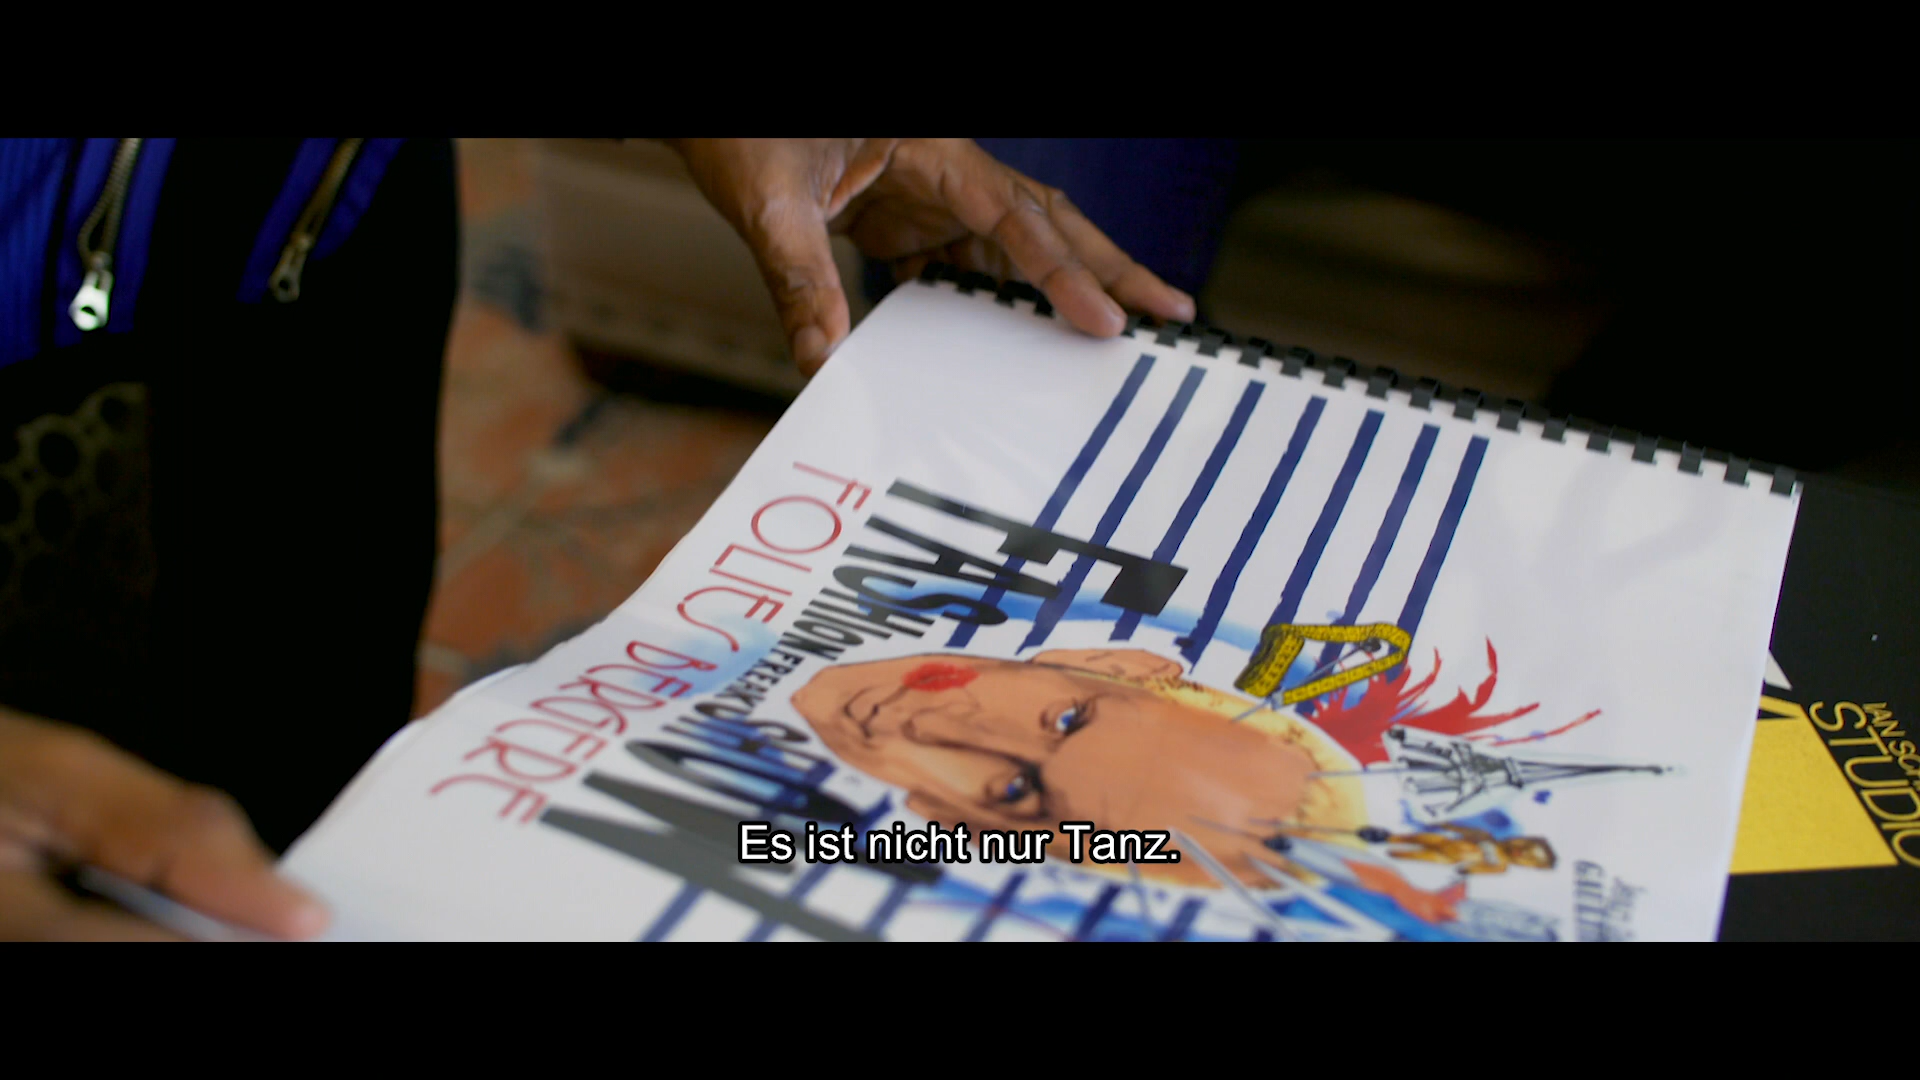 FASHION FREAK SHOW
FOLIES BERGERE
STUDIO
Es ist nicht nur Tanz.